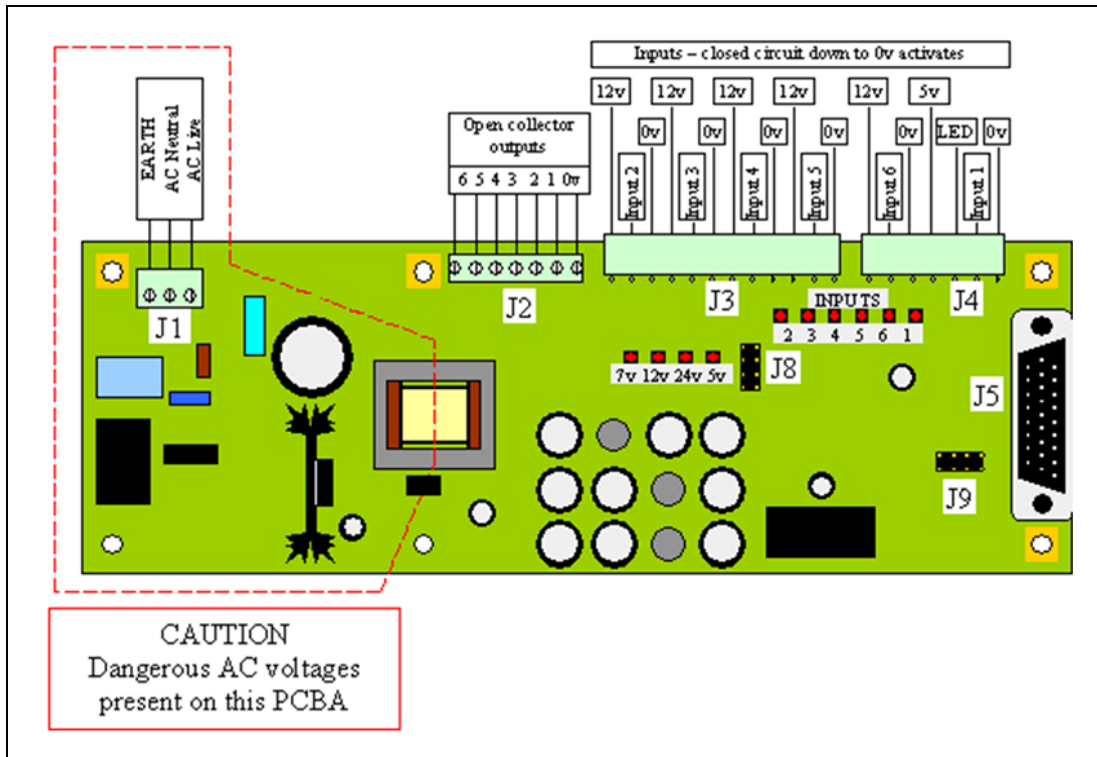 Inputs – closed circuit down to 0v activates
12v 12v 12v 12v 12v 5v
0v 0v 0v 0v 0v LED 0v
Input 2 Input 3 Input 4 Input 5 Input 6 Input 1
EARTH
AC Neutral
AC Live
Open collector
outputs
6 5 4 3 2 1 0v
J1
J2
J3
J4
INPUTS
2 3 4 5 6 1
7v 12v 24v 5v
J8
J5
J9
CAUTION
Dangerous AC voltages
present on this PCBA